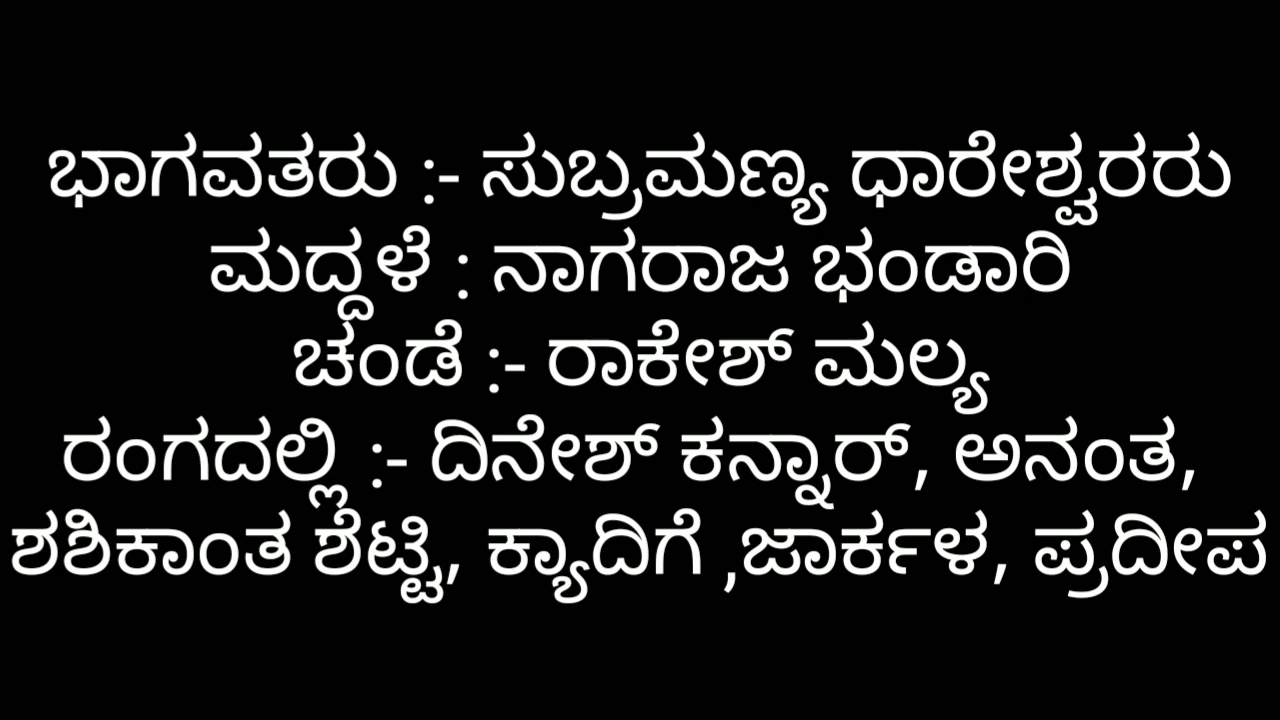 ಭಾಗವತರು :- ಸುಬ್ರಮಣ್ಯ ಧಾರೇಶ್ವರರು
ಮದ್ದಳೆ : ನಾಗರಾಜ ಭಂಡಾರಿ
ಚಂಡೆ :- ರಾಕೇಶ್ ಮಲ್ಯ
ರಂಗದಲ್ಲಿ :- ದಿನೇಶ್ ಕನ್ನಾರ್, ಅನಂತ,
ಶಶಿಕಾಂತ ಶೆಟ್ಟಿ, ಕ್ಯಾದಿಗೆ ,ಜಾರ್ಕಳ, ಪ್ರದೀಪ